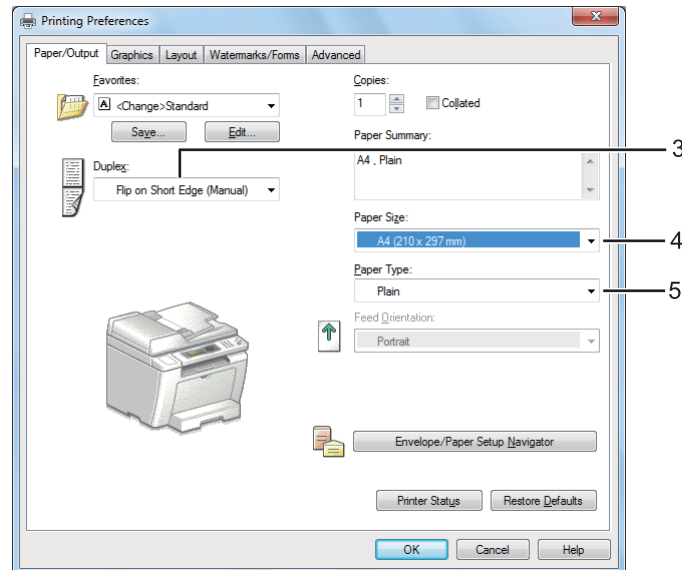 Printing Preferences
Paper/Output Graphics Layout Watermarks/Forms Advanced
Favorites:
A <Change>Standard
Save... Edit...
Duplex:
Flip on Short Edge (Manual)
Copies:
1 Collated
Paper Summary:
A4 , Plain
3
Paper Size:
A4 (210 x 297 mm)
4
Paper Type:
Plain
5
Feed Orientation:
Portrait
Envelope/Paper Setup Navigator
Printer Status Restore Defaults
OK Cancel Help